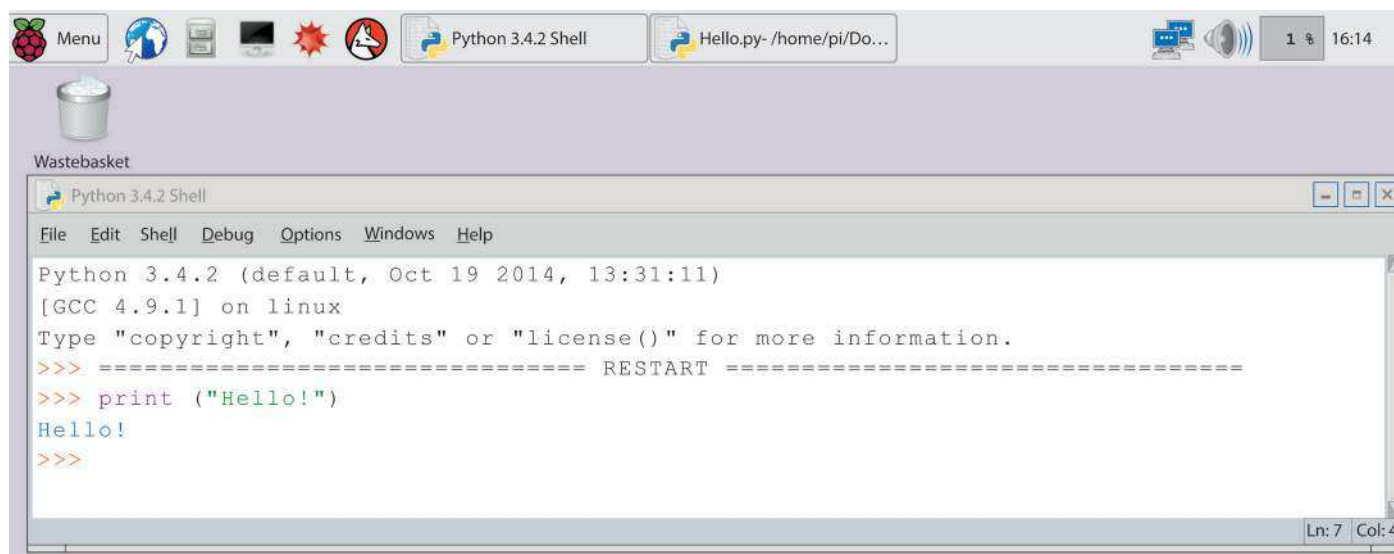 Menu Python 3.4.2 Shell Hello.py- /home/pi/Do... 1 % 16:14
Wastebasket
Python 3.4.2 Shell
File Edit Shell Debug Options Windows Help
Python 3.4.2 (default, Oct 19 2014, 13:31:11)
[GCC 4.9.1] on linux
Type "copyright", "credits" or "license()" for more information.
>>> ================================ RESTART ==================================
>>> print ("Hello!")
Hello!
>>>
Ln: 7 Col: 4